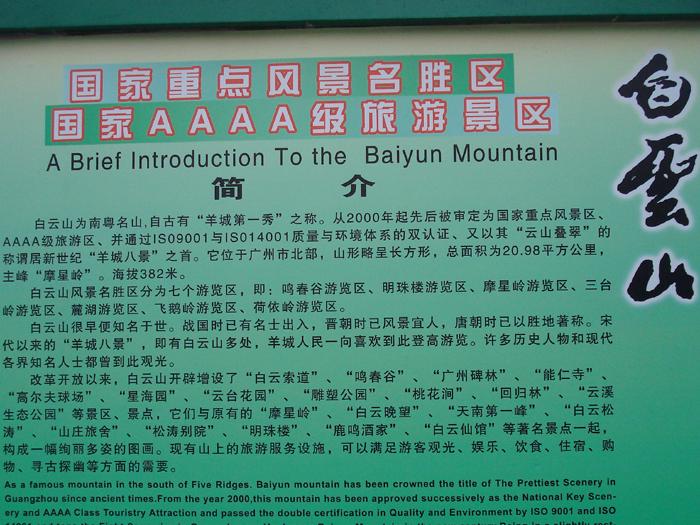 国家重点风景名胜区
国家AAAA级旅游景区
A Brief Introduction To the Baiyun Mountain
简 介
白云山
白云山为南粤名山,自古有“羊城第一秀”之称。从2000年起先后被审定为国家重点风景区、
AAAA级旅游区、并通过IS09001与IS014001质量与环境体系的双认证、又以其“云山叠翠”的
称谓居新世纪“羊城八景”之首。它位于广州市北部，山形略呈长方形，总面积为20.98平方公里，
主峰“摩星岭”。海拔382米。
白云山风景名胜区分为七个游览区，即：鸣春谷游览区、明珠楼游览区、摩星岭游览区、三台
岭游览区、麓湖游览区、飞鹅岭游览区、荷依岭游览区。
白云山很早便知名于世。战国时已有名士出入，晋朝时已风景宜人，唐朝时已以胜地著称。宋
代以来的“羊城八景”，即有白云山多处，羊城人民一向喜欢到此登高游览。许多历史人物和现代
各界知名人士都曾到此观光。
改革开放以来，白云山开辟增设了“白云索道”、“鸣春谷”、“广州碑林”、“能仁寺”、
“高尔夫球场”、“星海园”、“云台花园”、“雕塑公园”、“桃花涧”、“回归林”、“云溪
生态公园”等景区、景点，它们与原有的“摩星岭”、“白云晚望”、“天南第一峰”、“白云松
涛”、“山庄旅舍”、“松涛别院”、“明珠楼”、“鹿鸣酒家”、“白云仙馆”等著名景点一起，
构成一幅绚丽多姿的图画。现有山上的旅游服务设施，可以满足游客观光、娱乐、饮食、住宿、购
物、寻古探幽等方面的需要。
As a famous mountain in the south of Five Ridges. Baiyun mountain has been crowned the title of The Prettiest Scenery in
Guangzhou since ancient times.From the year 2000,this mountain has been approved successively as the National Key Scen-
ery and AAAA Class Touristry Attraction and passed the double certification in Quality and Environment by ISO 9001 and ISO